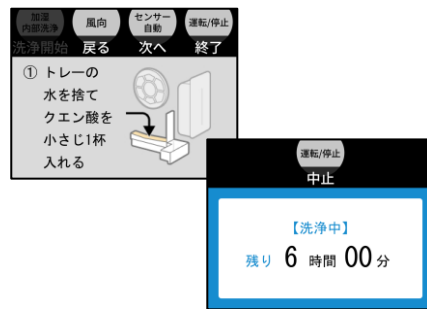 加湿
内部洗浄
風向
センサー
自動
運転/停止
洗浄開始 戻る 次へ 終了
① トレーの
水を捨て
クエン酸を
小さじ1杯
入れる
運転/停止
中止
【洗浄中】
残り 6 時間 00 分